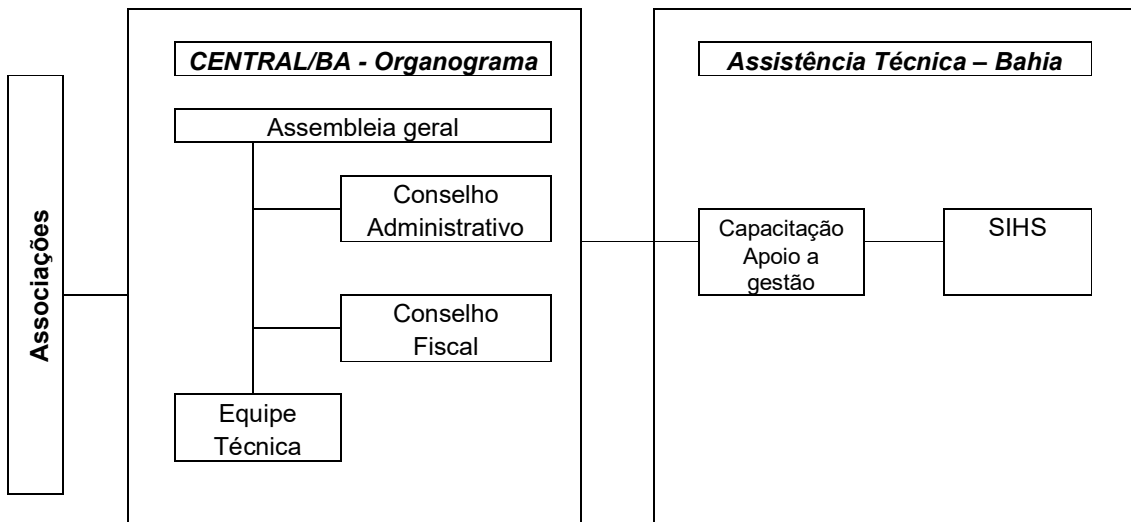 Associações
CENTRAL/BA - Organograma
Assembleia geral
Conselho
Administrativo
Conselho
Fiscal
Equipe
Técnica
Assistência Técnica – Bahia
Capacitação
Apoio a
gestão
SIHS